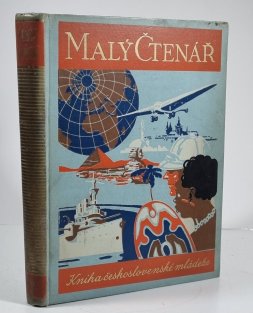 MALÝ ČTENÁŘ
Kniha československé mládeže